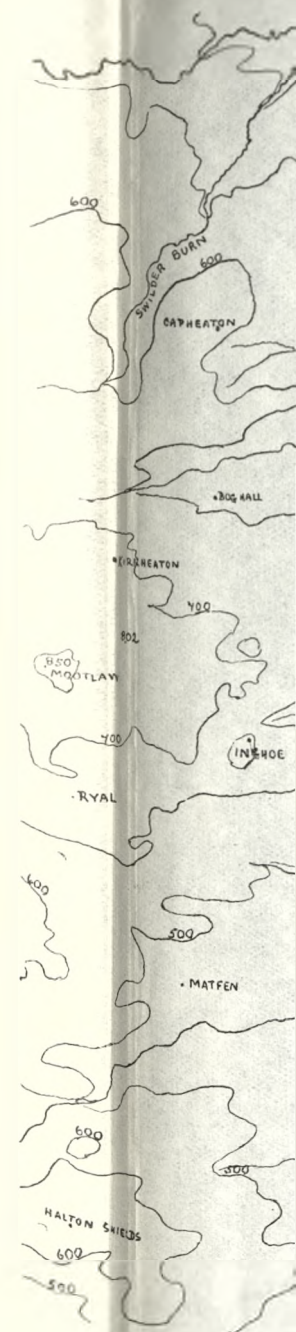 600
SWILDER BURN
600
CAPHEATON
BOG HALL
KIRKHEATON
700
802
850
MOOTLAW
700
INGHOE
RYAL
600
500
MATFEN
600
500
HALTON SHIELDS
600
500